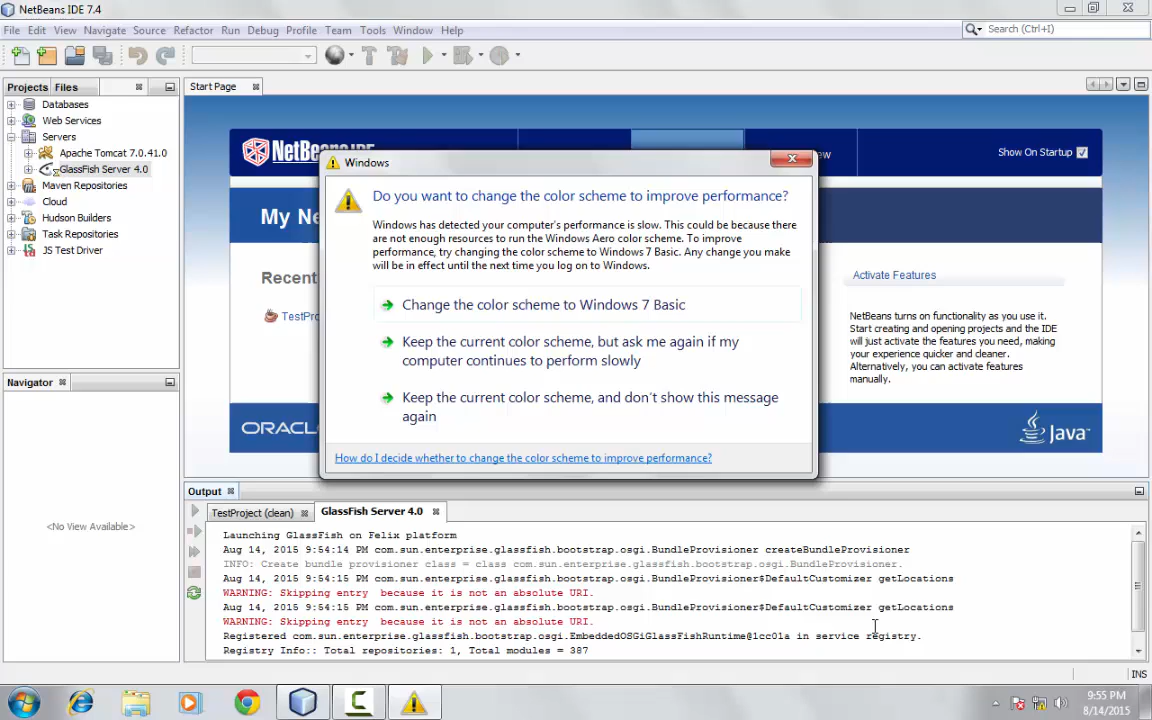 NetBeans IDE 7.4
File Edit View Navigate Source Refactor Run Debug Profile Team Tools Window Help
Search (Ctrl+I)
Projects Files
Start Page
Databases
Web Services
Servers
Apache Tomcat 7.0.41.0
GlassFish Server 4.0
Maven Repositories
Cloud
Hudson Builders
Task Repositories
JS Test Driver
NetBeans IDE
ew
Show On Startup
My Ne
Recent
TestPro
Activate Features
NetBeans turns on functionality as you use it.
Start creating and opening projects and the IDE
will just activate the features you need, making
your experience quicker and cleaner.
Alternatively, you can activate features
manually.
ORACL
Java
Windows
Do you want to change the color scheme to improve performance?
Windows has detected your computer's performance is slow. This could be because there
are not enough resources to run the Windows Aero color scheme. To improve
performance, try changing the color scheme to Windows 7 Basic. Any change you make
will be in effect until the next time you log on to Windows.
Change the color scheme to Windows 7 Basic
Keep the current color scheme, but ask me again if my
computer continues to perform slowly
Keep the current color scheme, and don't show this message
again
How do I decide whether to change the color scheme to improve performance?
Navigator
<No View Available>
Output
TestProject (clean)
GlassFish Server 4.0
Launching GlassFish on Felix platform
Aug 14, 2015 9:54:14 PM com.sun.enterprise.glassfish.bootstrap.osgi.BundleProvisioner createBundleProvisioner
INFO: Create bundle provisioner class = class com.sun.enterprise.glassfish.bootstrap.osgi.BundleProvisioner.
Aug 14, 2015 9:54:15 PM com.sun.enterprise.glassfish.bootstrap.osgi.BundleProvisioner$DefaultCustomizer getLocations
WARNING: Skipping entry  because it is not an absolute URI.
Aug 14, 2015 9:54:15 PM com.sun.enterprise.glassfish.bootstrap.osgi.BundleProvisioner$DefaultCustomizer getLocations
WARNING: Skipping entry  because it is not an absolute URI.
Registered com.sun.enterprise.glassfish.bootstrap.osgi.EmbeddedOSGiGlassFishRuntime@1cc01a in service registry.
Registry Info:: Total repositories: 1, Total modules = 387
INS
9:55 PM
8/14/2015